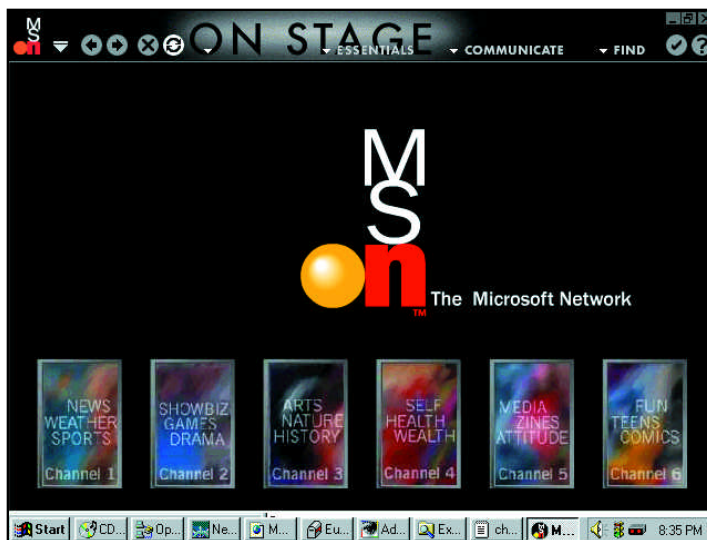 M
S
on
ON STAGE
ESSENTIALS
COMMUNICATE
FIND
?
M
S
on
TM
The Microsoft Network
NEWS
WEATHER
SPORTS
Channel 1
SHOWBIZ
GAMES
DRAMA
Channel 2
ARTS
NATURE
HISTORY
Channel 3
SELF
HEALTH
WEALTH
Channel 4
MEDIA
ZINES
ATTITUDE
Channel 5
FUN
TEENS
COMICS
Channel 6
Start
CD...
Op...
Ne...
M...
Eu...
Ad...
Ex...
ch...
M...
8:35 PM